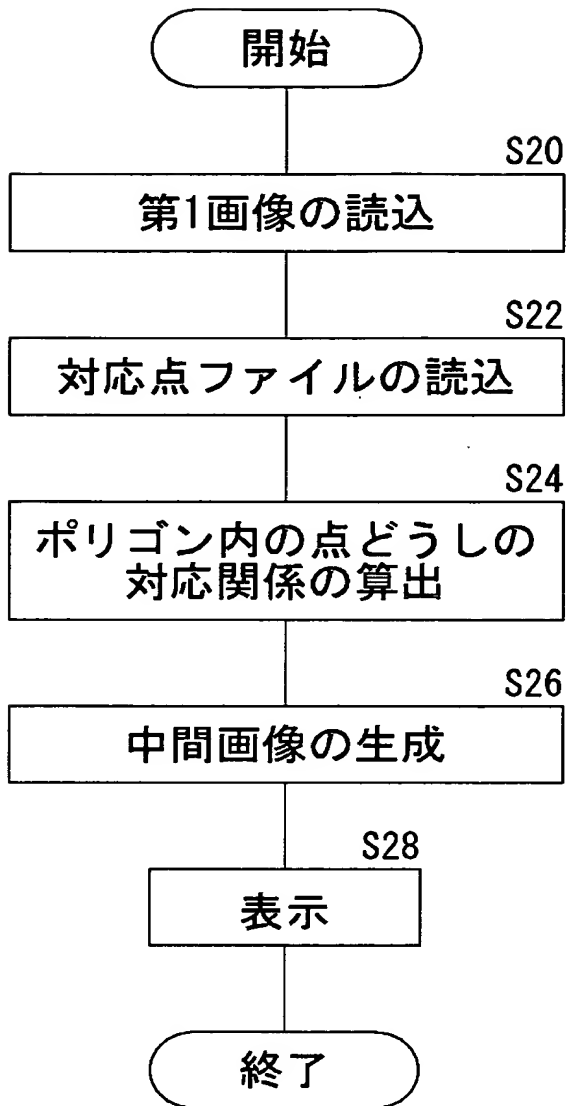 開始
S20
第1画像の読込
S22
対応点ファイルの読込
S24
ポリゴン内の点どうしの
対応関係の算出
S26
中間画像の生成
S28
表示
終了